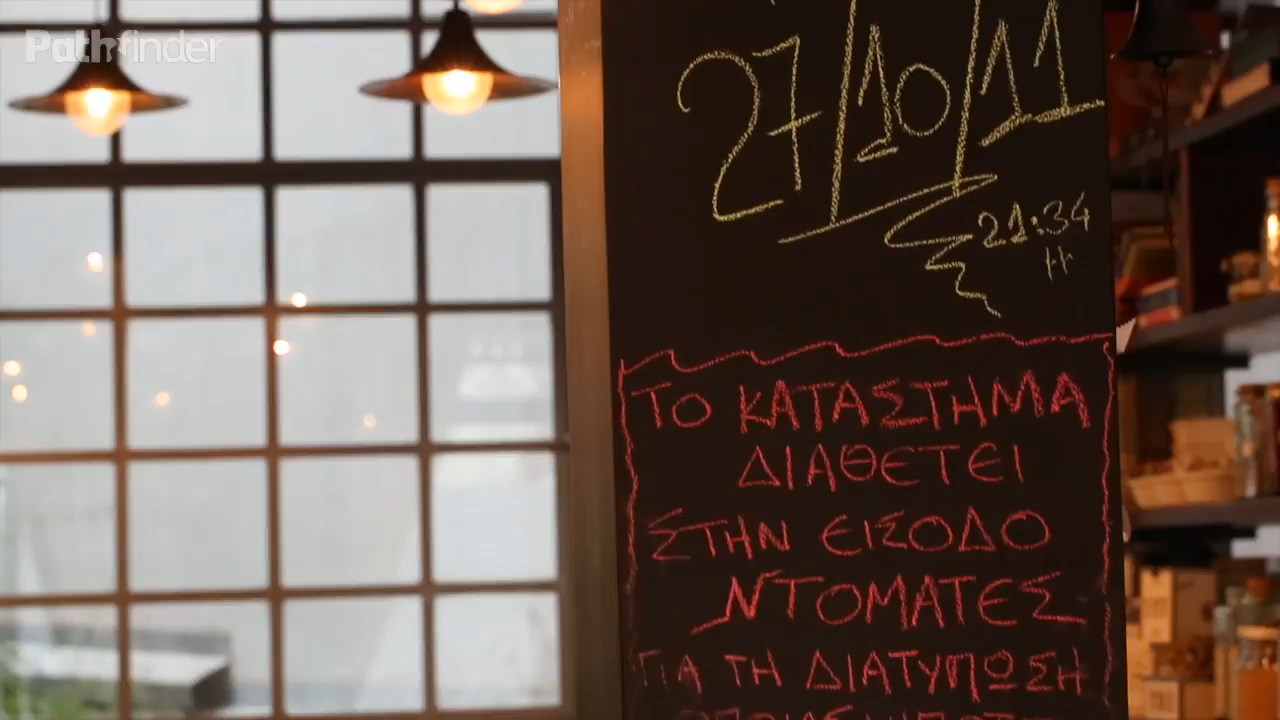 Pathfinder
27/10/11
21:34
ΤΟ ΚΑΤΑΣΤΗΜΑ
ΔΙΑΘΕΤΕΙ
ΣΤΗΝ ΕΙΣΟΔΟ
ΝΤΟΜΑΤΕΣ
ΓΙΑ ΤΗ ΔΙΑΤΥΠΩΣΗ